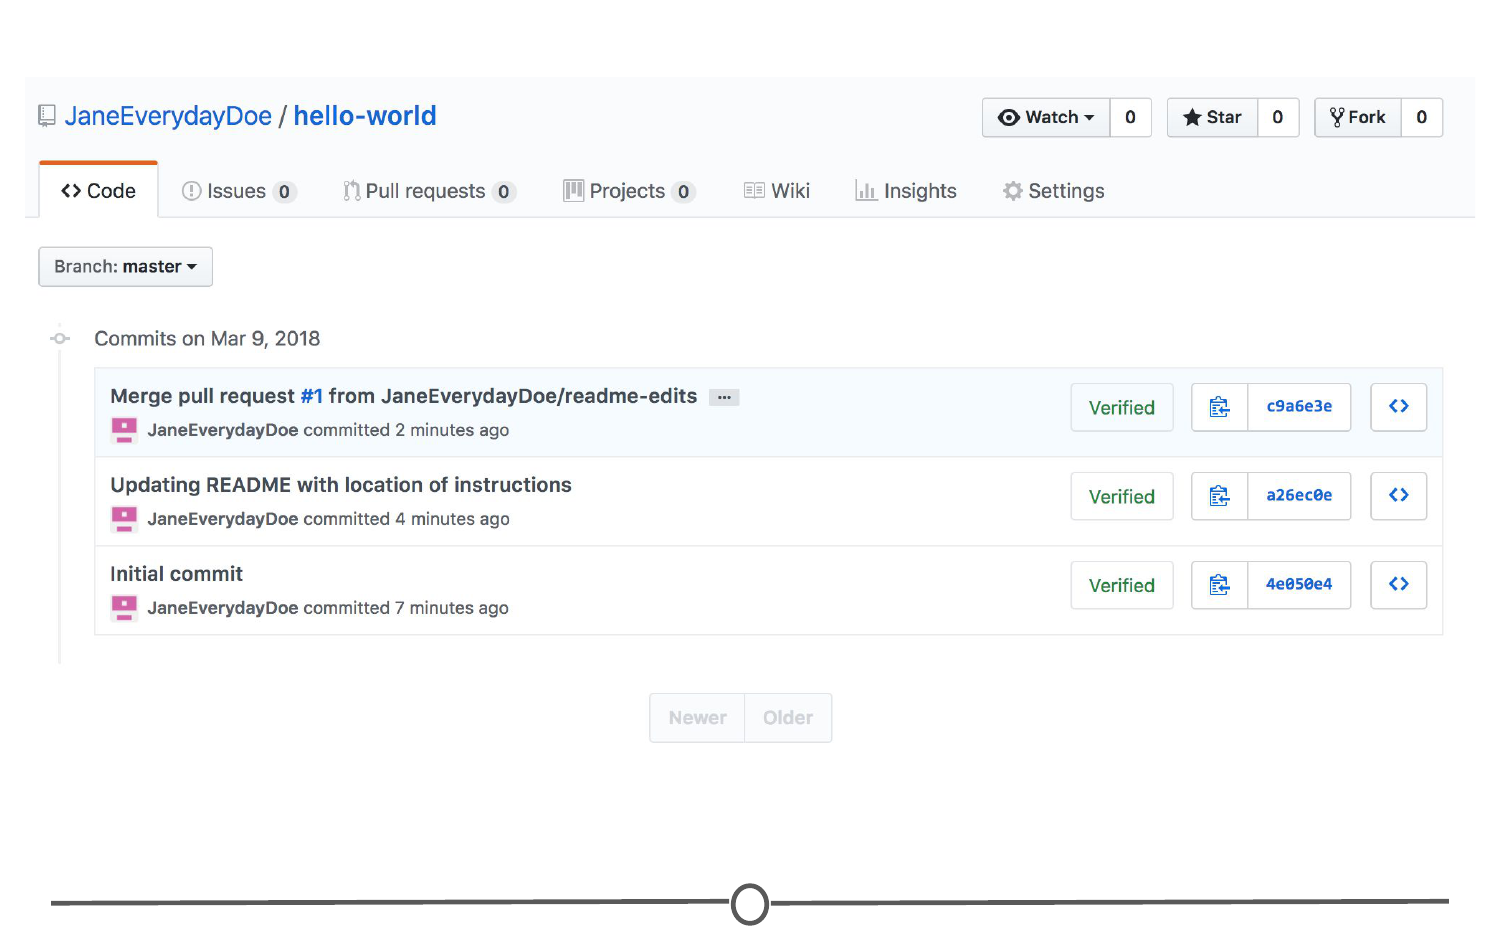 JaneEverydayDoe / hello-world
Watch 0 Star 0 Fork 0
Code Issues 0 Pull requests 0 Projects 0 Wiki Insights Settings
Branch: master
Commits on Mar 9, 2018
Merge pull request #1 from JaneEverydayDoe/readme-edits ...
JaneEverydayDoe committed 2 minutes ago
Verified c9a6e3e
Updating README with location of instructions
JaneEverydayDoe committed 4 minutes ago
Verified a26ec0e
Initial commit
JaneEverydayDoe committed 7 minutes ago
Verified 4e050e4
Newer Older